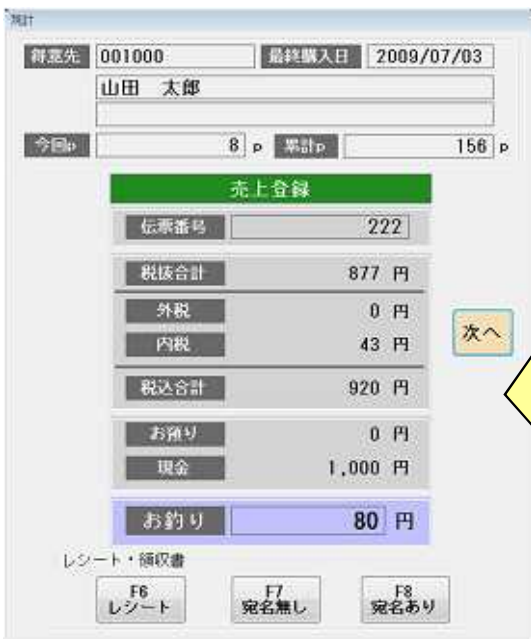 累計
得意先 001000 最終購入日 2009/07/03
山田 太郎
今回p 8 p 累計p 156 p
売上登録
伝票番号 222
税抜合計 877 円
外税 0 円
内税 43 円
次へ
税込合計 920 円
お預り 0 円
現金 1,000 円
お釣り 80 円
レシート・領収書
F6 レシート
F7 宛名無し
F8 宛名あり